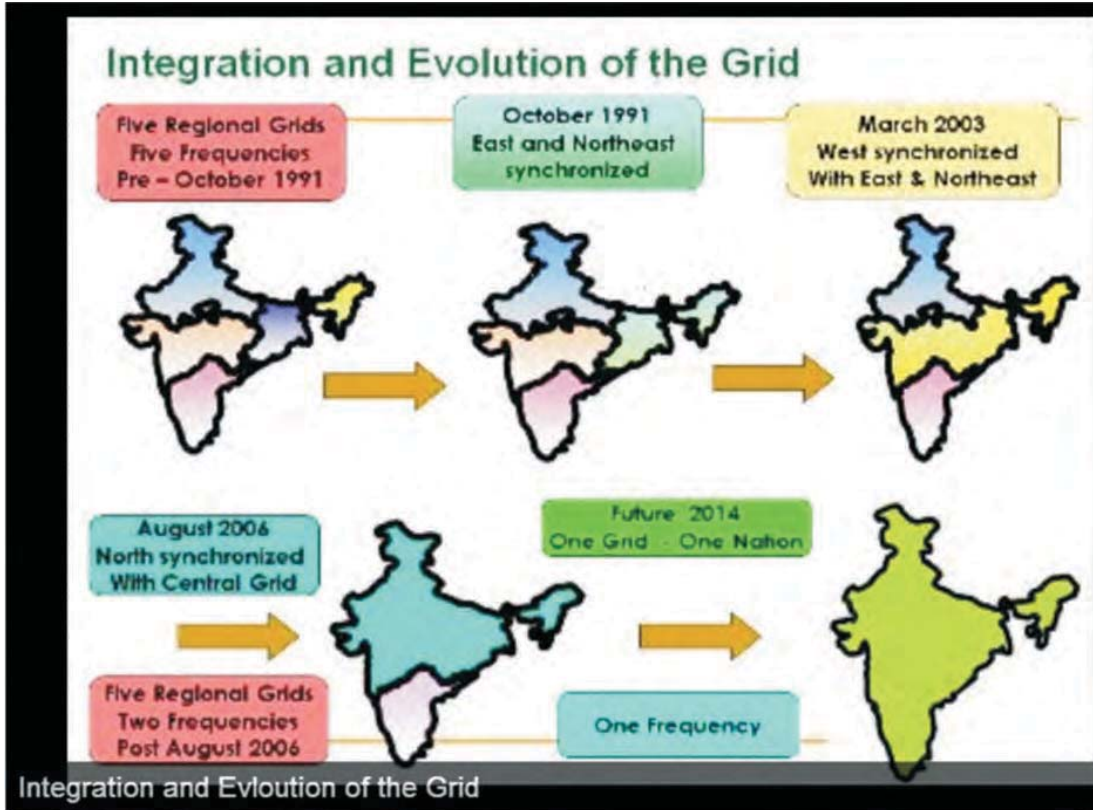 Integration and Evolution of the Grid
Five Regional Grids
Five Frequencies
Pre – October 1991
October 1991
East and Northeast
synchronized
March 2003
West synchronized
With East & Northeast
August 2006
North synchronized
With Central Grid
Future 2014
One Grid - One Nation
Five Regional Grids
Two Frequencies
Post August 2006
One Frequency
Integration and Evloution of the Grid